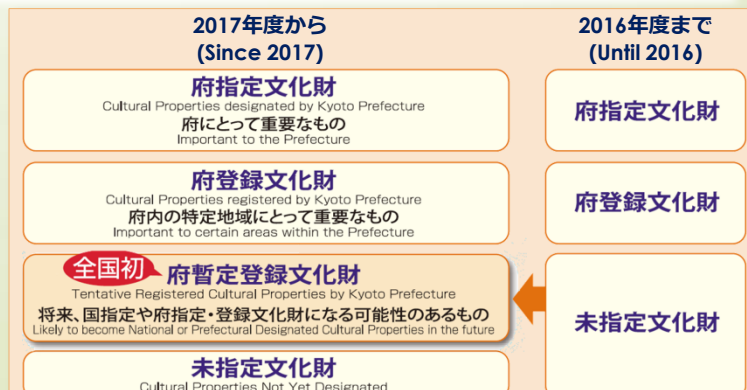 2017年度から
(Since 2017)
府指定文化財
Cultural Properties designated by Kyoto Prefecture
府にとって重要なもの
Important to the Prefecture
府登録文化財
Cultural Properties registered by Kyoto Prefecture
府内の特定地域にとって重要なもの
Important to certain areas within the Prefecture
全国初
府暫定登録文化財
Tentative Registered Cultural Properties by Kyoto Prefecture
将来、国指定や府指定・登録文化財になる可能性のあるもの
Likely to become National or Prefectural Designated Cultural Properties in the future
未指定文化財
Cultural Properties Not Yet Designated
2016年度まで
(Until 2016)
府指定文化財
府登録文化財
未指定文化財